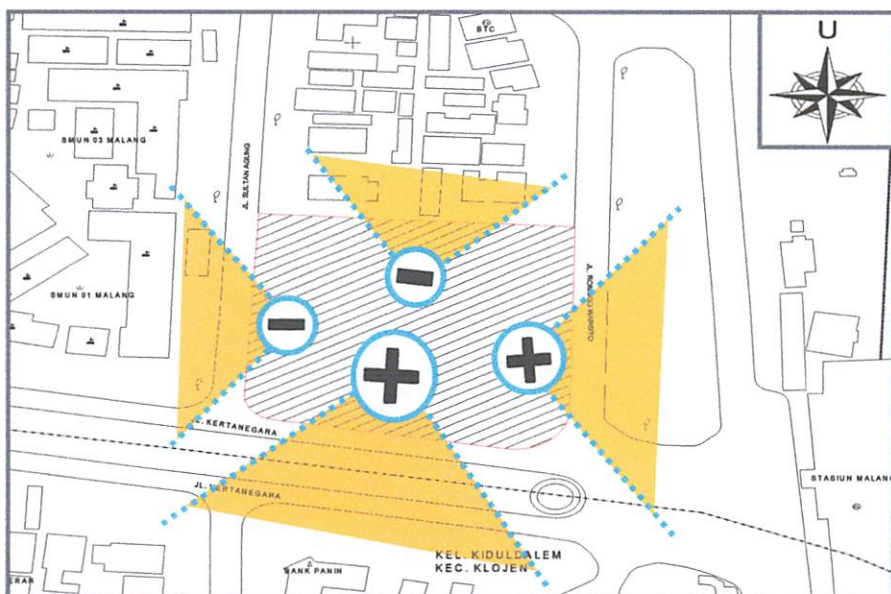 U
BTC
SMUN 03 MALANG
JL. SULTAN AGUNG
SMUN 01 MALANG
KERTANEGARA
JL. KERTANEGARA
STASIUN MALANG
KEL. KIDULDALEM
KEC. KLOJEN
BANK PANIN